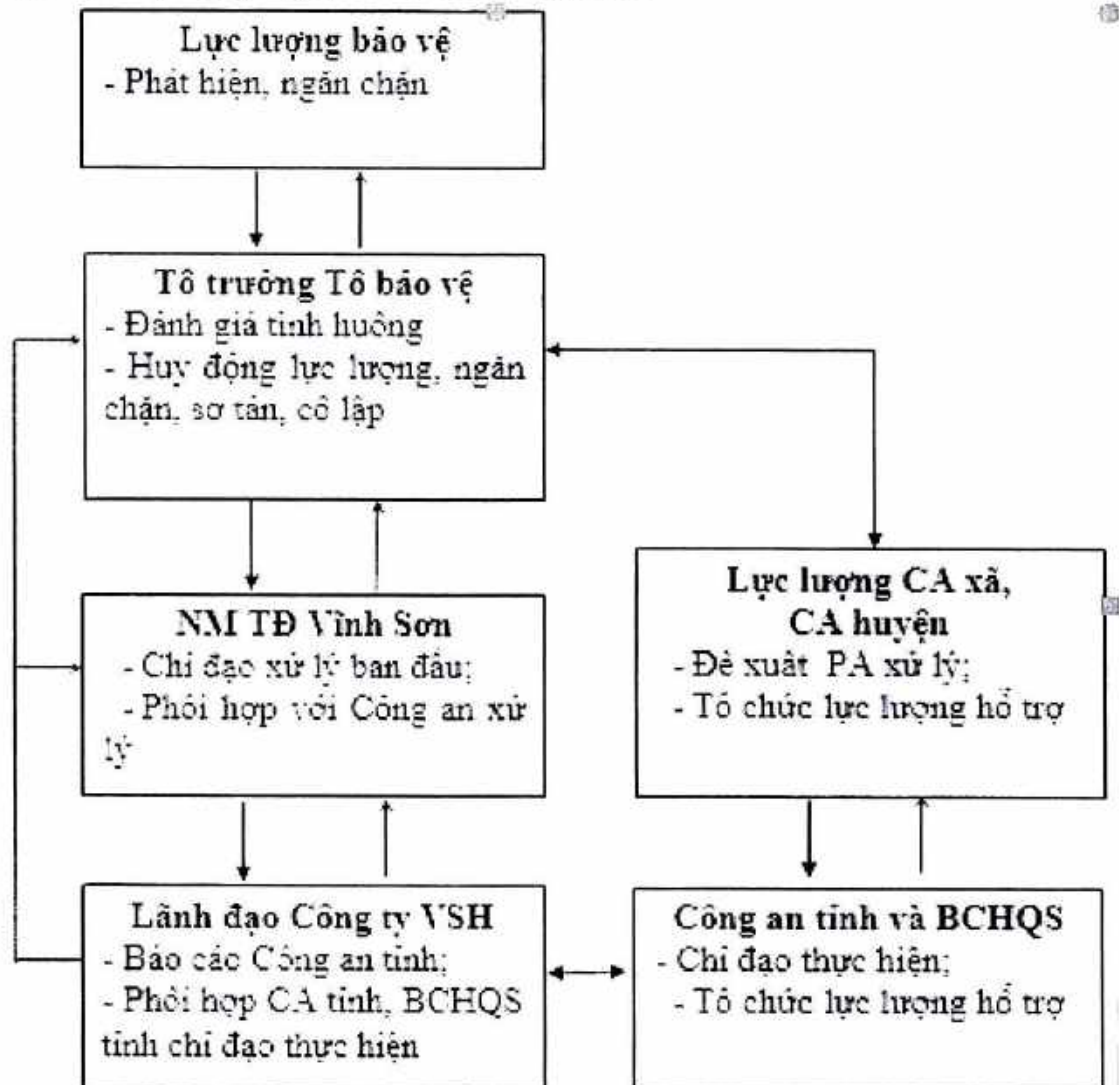 Lực lượng bảo vệ
- Phát hiện, ngăn chặn
Tổ trưởng Tổ bảo vệ
- Đánh giá tình huống
- Huy động lực lượng, ngăn
chặn, sơ tán, cô lập
NM TĐ Vĩnh Sơn
- Chỉ đạo xử lý ban đầu;
- Phối hợp với Công an xử
lý
Lực lượng CA xã,
CA huyện
- Đề xuất PA xử lý;
- Tổ chức lực lượng hổ trợ
Lãnh đạo Công ty VSH
- Báo cáo Công an tỉnh;
- Phối hợp CA tỉnh, BCHQS
tỉnh chỉ đạo thực hiện
Công an tỉnh và BCHQS
- Chỉ đạo thực hiện;
- Tổ chức lực lượng hổ trợ